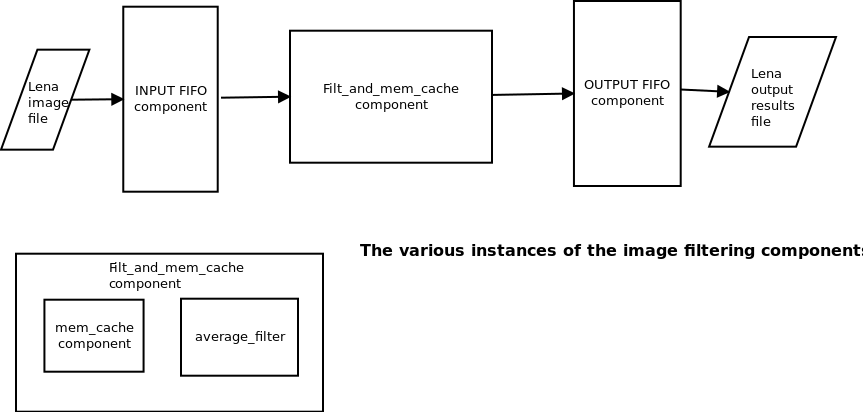 Lena
image
file
INPUT FIFO
component
Filt_and_mem_cache
component
OUTPUT FIFO
component
Lena
output
results
file
The various instances of the image filtering components
Filt_and_mem_cache
component
mem_cache
component
average_filter